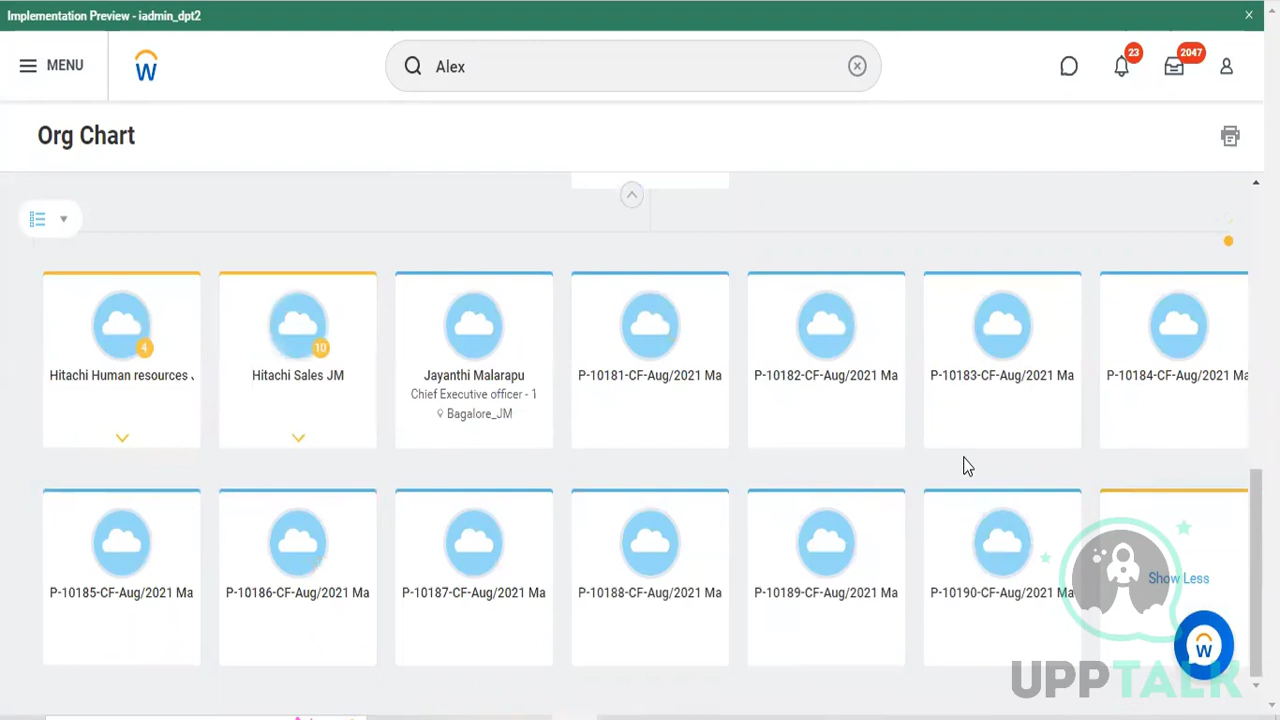 Implementation Preview - iadmin_dpt2
MENU
Alex
23
2047
Org Chart
4
10
Hitachi Human resources
Hitachi Sales JM
Jayanthi Malarapu
Chief Executive officer - 1
Bagalore_JM
P-10181-CF-Aug/2021 Ma
P-10182-CF-Aug/2021 Ma
P-10183-CF-Aug/2021 Ma
P-10184-CF-Aug/2021 Ma
P-10185-CF-Aug/2021 Ma
P-10186-CF-Aug/2021 Ma
P-10187-CF-Aug/2021 Ma
P-10188-CF-Aug/2021 Ma
P-10189-CF-Aug/2021 Ma
P-10190-CF-Aug/2021 Ma
Show Less
UPPTALK